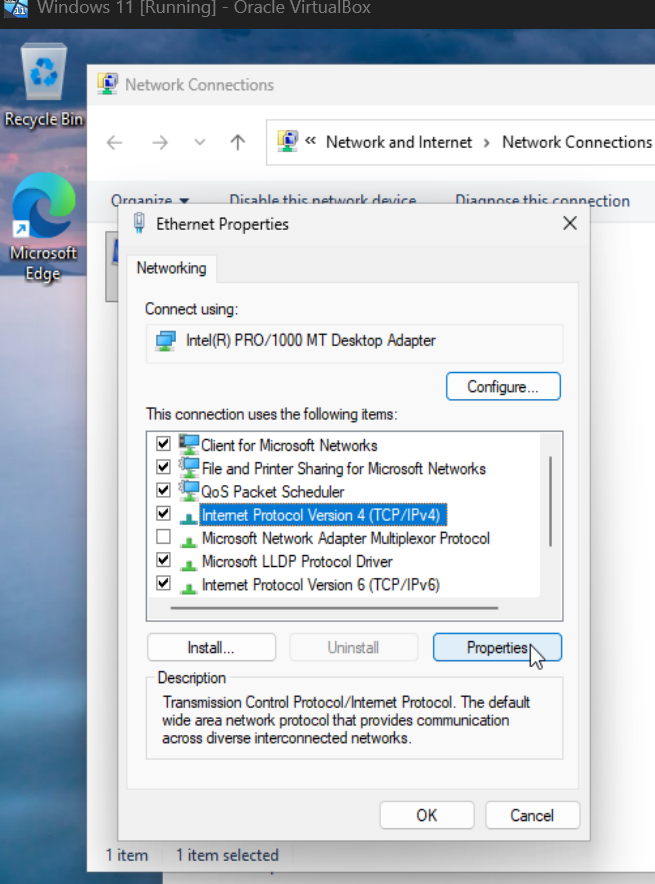 Windows 11 [Running] - Oracle VirtualBox
Recycle Bin
Microsoft
Edge
Network Connections
« Network and Internet › Network Connections
Organize Disable this network device Diagnose this connection
Ethernet Properties
Networking
Connect using:
Intel(R) PRO/1000 MT Desktop Adapter
Configure...
This connection uses the following items:
Client for Microsoft Networks
File and Printer Sharing for Microsoft Networks
QoS Packet Scheduler
Internet Protocol Version 4 (TCP/IPv4)
Microsoft Network Adapter Multiplexor Protocol
Microsoft LLDP Protocol Driver
Internet Protocol Version 6 (TCP/IPv6)
Install... Uninstall Properties
Description
Transmission Control Protocol/Internet Protocol. The default
wide area network protocol that provides communication
across diverse interconnected networks.
OK Cancel
1 item 1 item selected